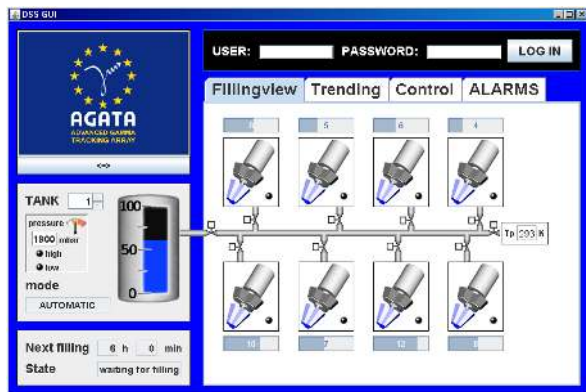 DSS GUI
USER:
PASSWORD:
LOG IN
Fillingview
Trending
Control
ALARMS
AGATA
ADVANCED GAMMA
TRACKING ARRAY
<->
5
6
4
TANK
1
pressure
1800 mbar
high
low
mode
AUTOMATIC
100
50
0
Tp 293 K
10
7
12
Next filling 6 h 0 min
State waiting for filling